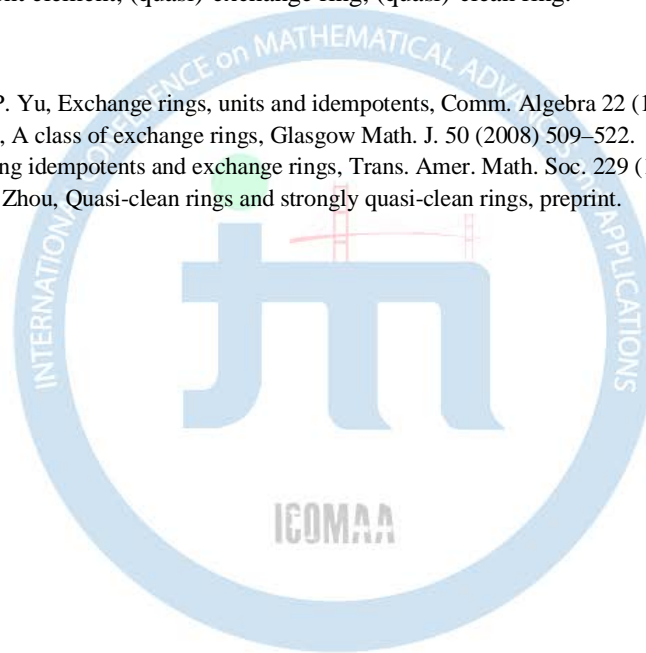 ent element, (quasi)-exchange ring, (quasi)-clean ring.
P. Yu, Exchange rings, units and idempotents, Comm. Algebra 22 (1
, A class of exchange rings, Glasgow Math. J. 50 (2008) 509–522.
ng idempotents and exchange rings, Trans. Amer. Math. Soc. 229 (1
Zhou, Quasi-clean rings and strongly quasi-clean rings, preprint.
INTERNATIONAL CONFERENCE on MATHEMATICAL ADVANCES and APPLICATIONS
ICOMAA